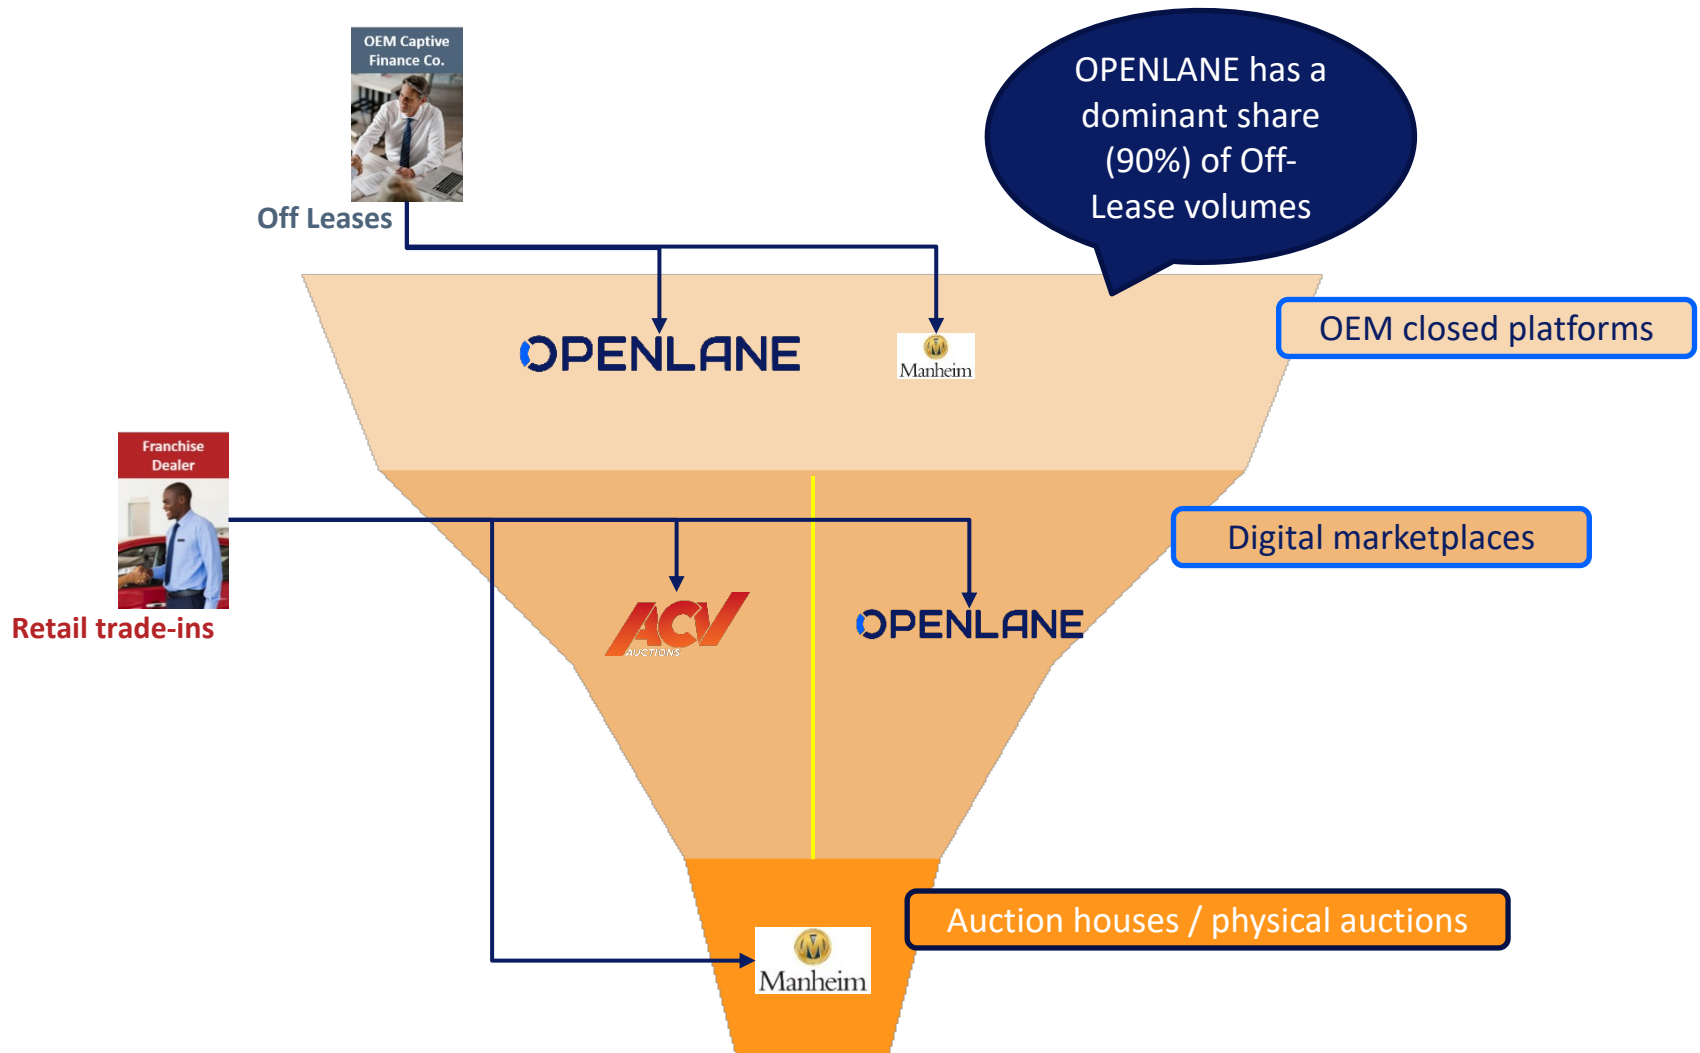 OEM Captive
Finance Co.
Off Leases
OPENLANE has a
dominant share
(90%) of Off-
Lease volumes
OPENLANE
Manheim
OEM closed platforms
Franchise
Dealer
Retail trade-ins
Digital marketplaces
ACV
AUCTIONS
OPENLANE
Auction houses / physical auctions
Manheim